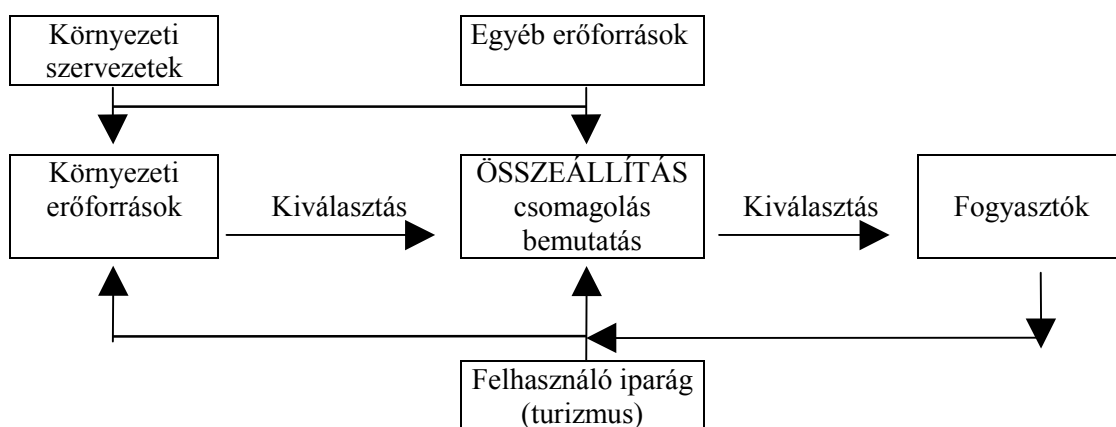 Környezeti
szervezetek
Egyéb erőforrások
Környezeti
erőforrások
Kiválasztás
ÖSSZEÁLLÍTÁS
csomagolás
bemutatás
Kiválasztás
Fogyasztók
Felhasználó iparág
(turizmus)